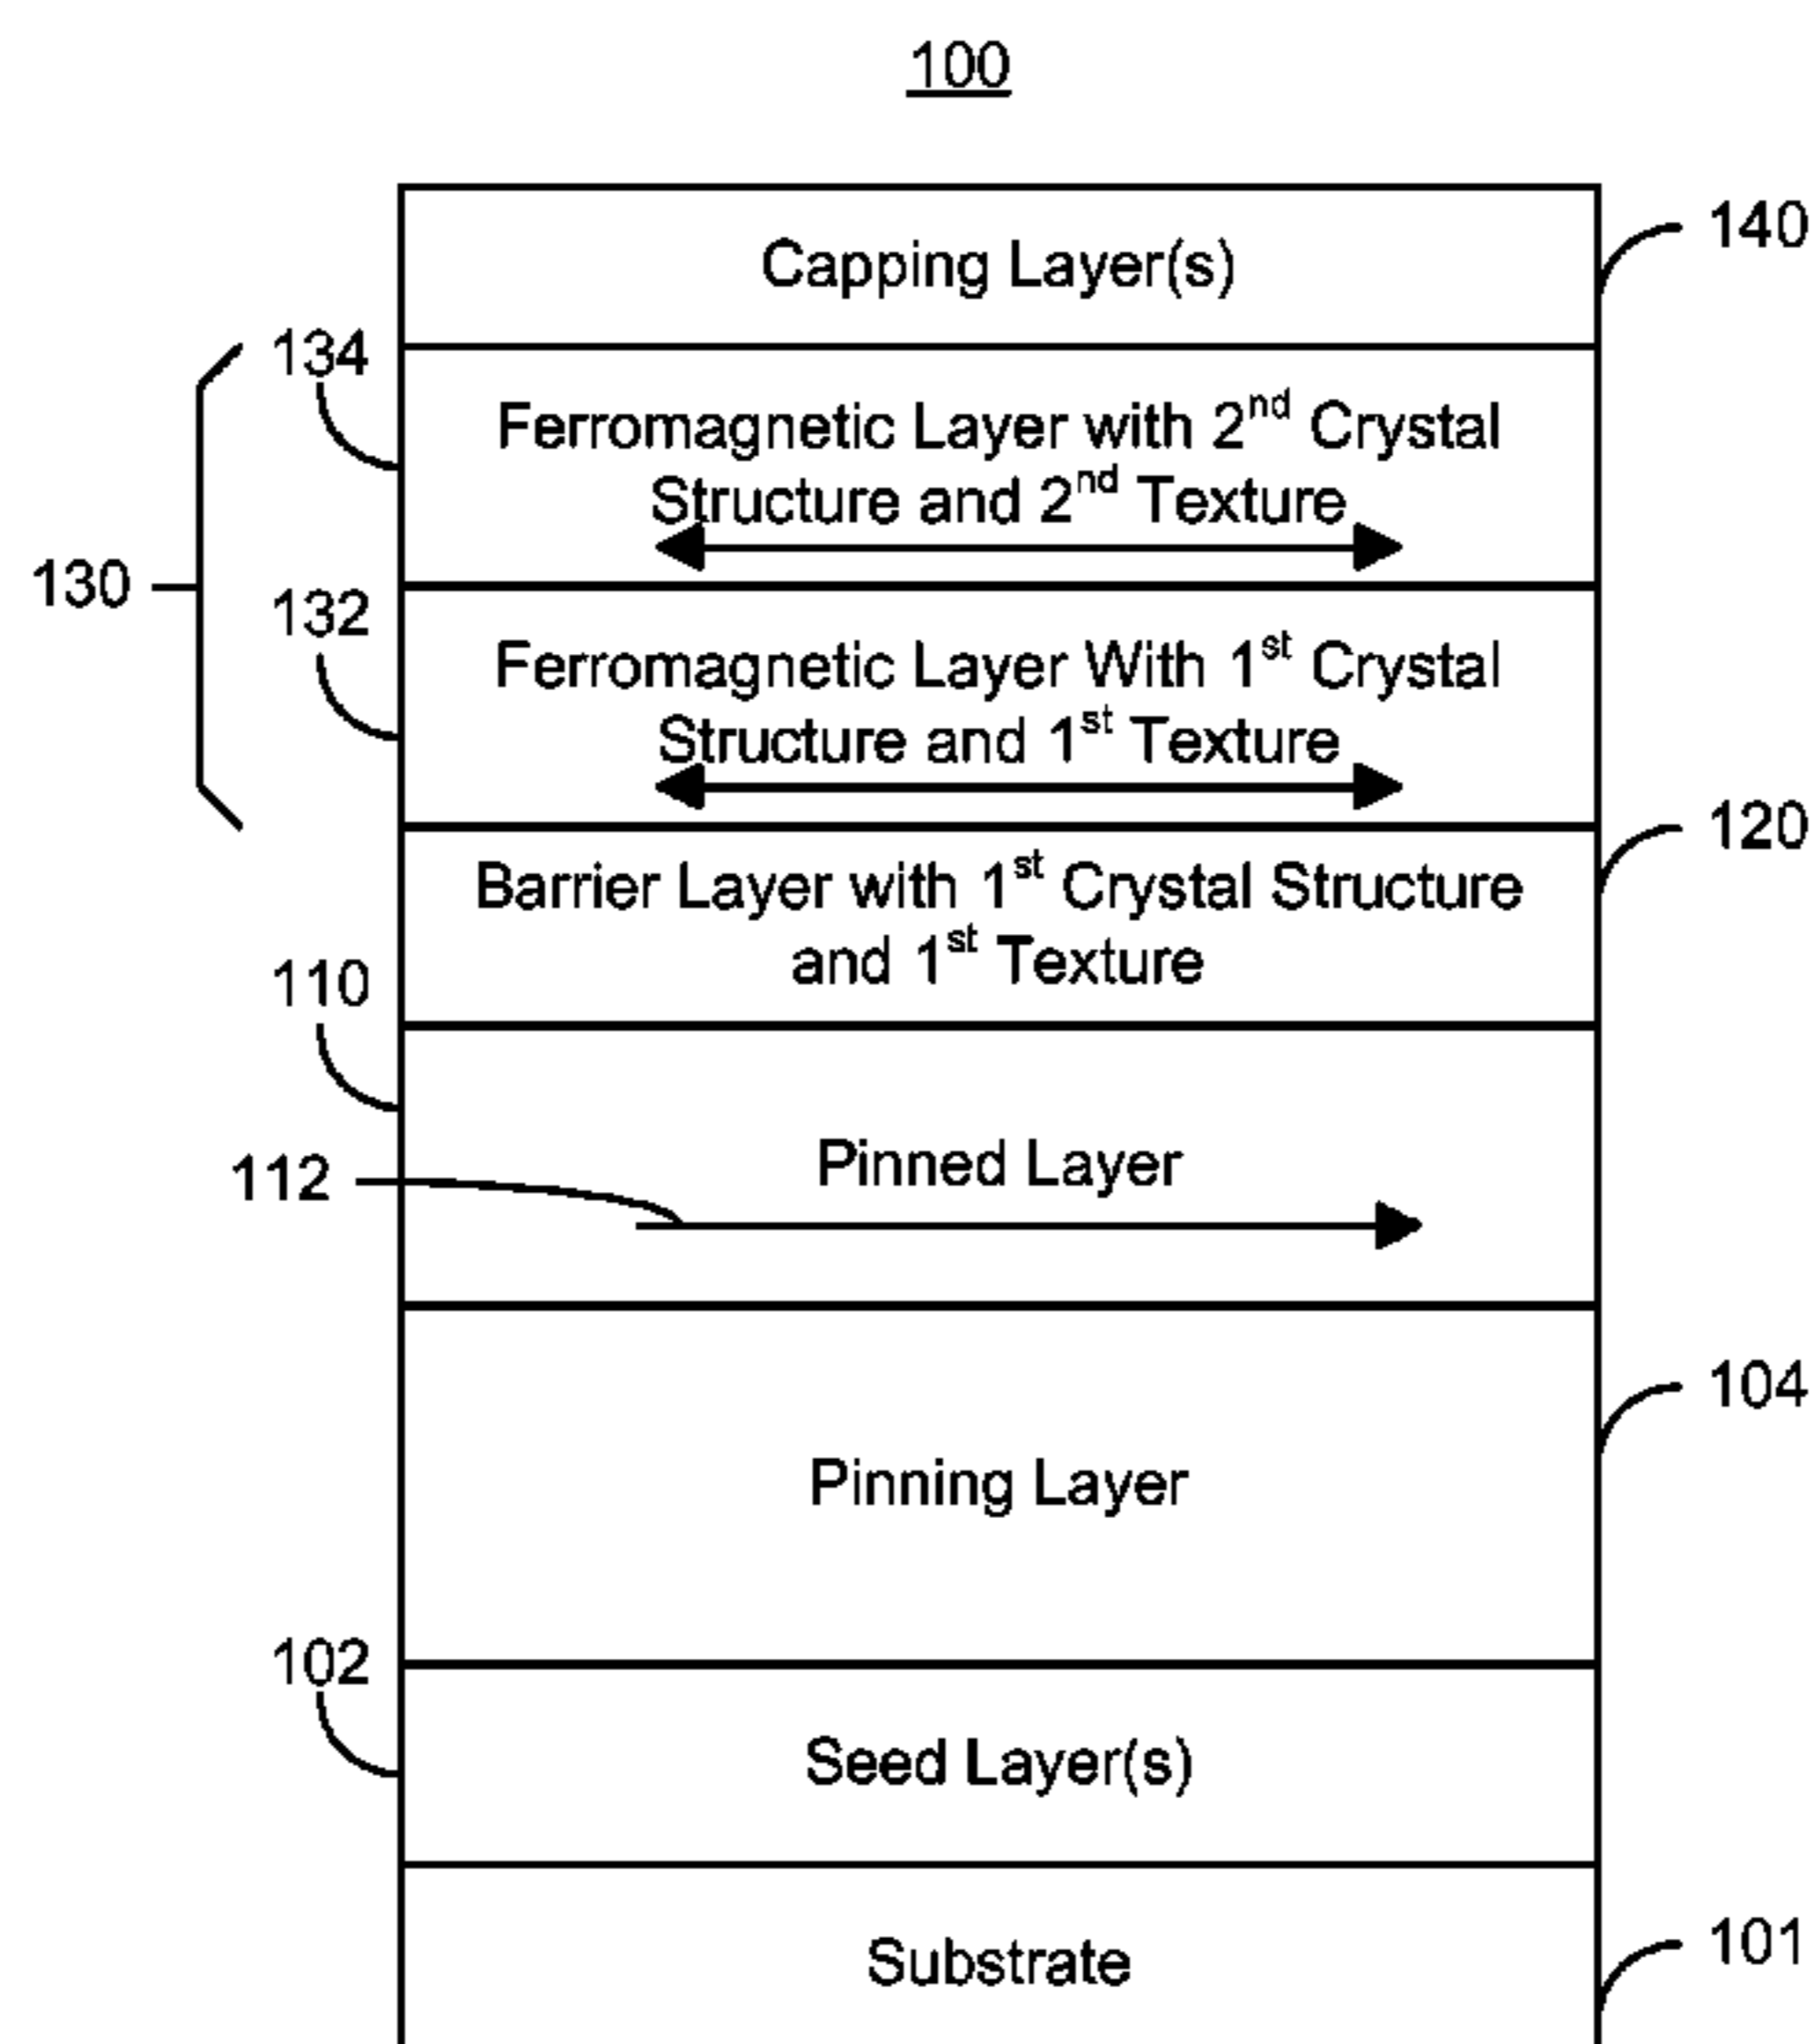 100
140
Capping Layer(s)
134
Ferromagnetic Layer with 2nd Crystal
Structure and 2nd Texture
130
132
Ferromagnetic Layer With 1st Crystal
Structure and 1st Texture
120
Barrier Layer with 1st Crystal Structure
and 1st Texture
110
112
Pinned Layer
104
Pinning Layer
102
Seed Layer(s)
101
Substrate